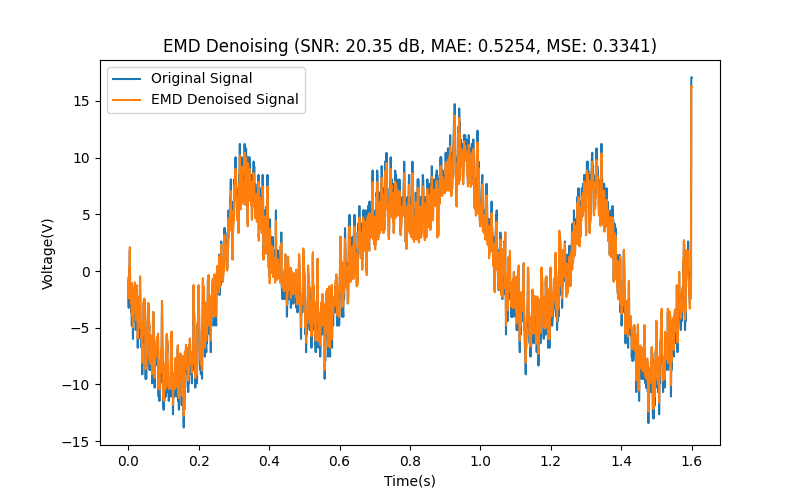 EMD Denoising (SNR: 20.35 dB, MAE: 0.5254, MSE: 0.3341)
Original Signal
EMD Denoised Signal
15
10
5
0
−5
−10
−15
Voltage(V)
0.0 0.2 0.4 0.6 0.8 1.0 1.2 1.4 1.6
Time(s)